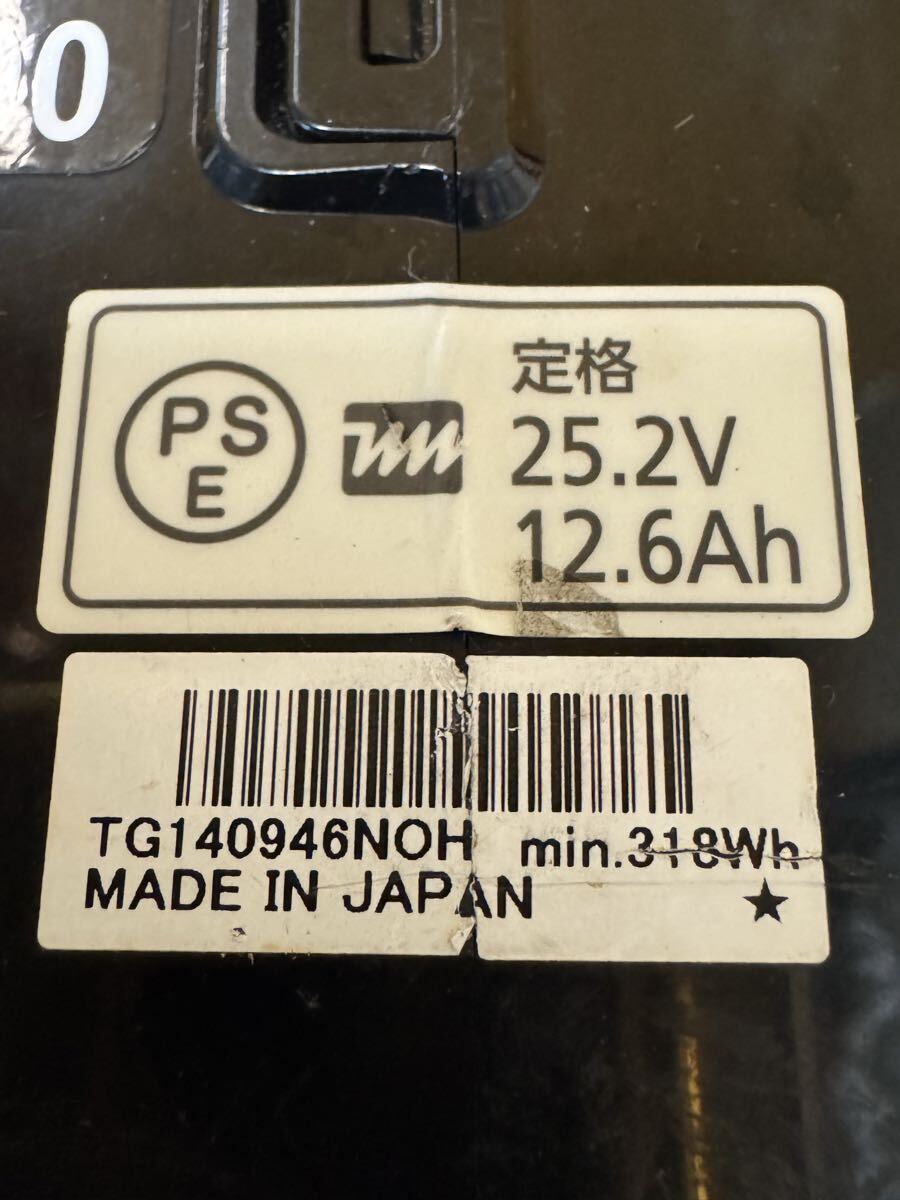 0
PS
E
定格
25.2V
12.6Ah
TG140946NOH min.318Wh
MADE IN JAPAN ★